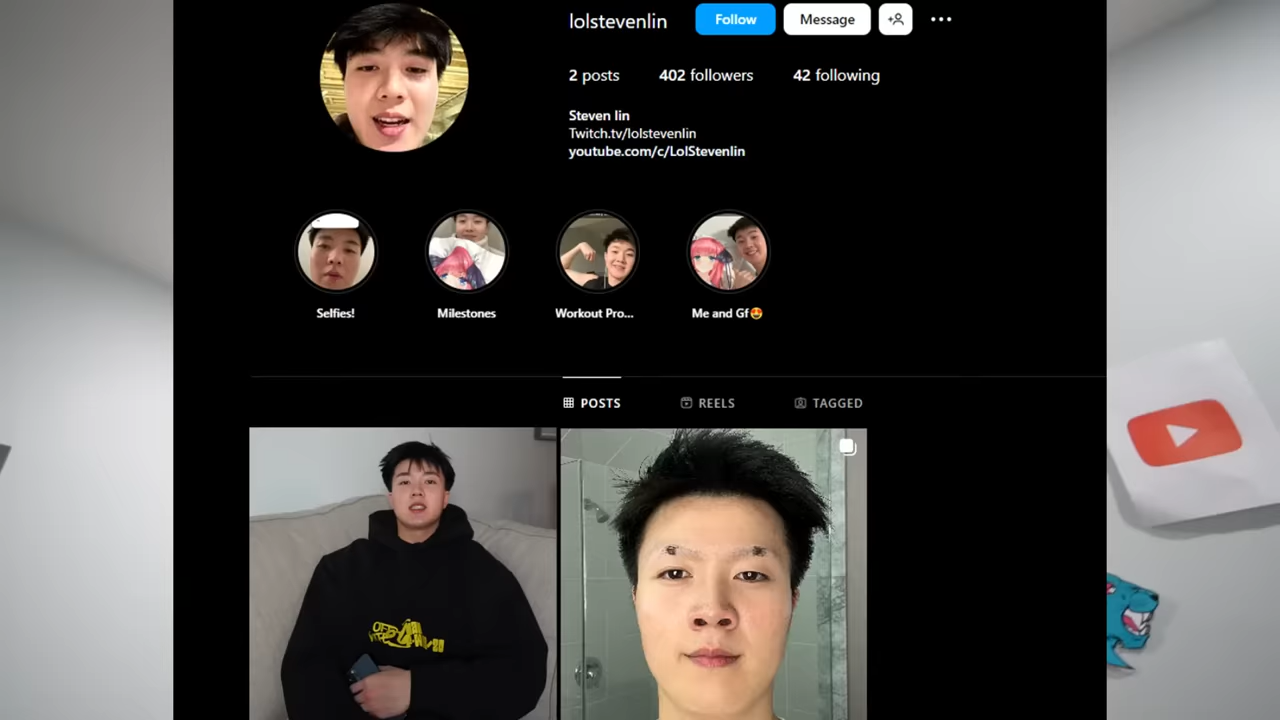 lolstevenlin Follow Message
2 posts 402 followers 42 following
Steven lin
Twitch.tv/lolstevenlin
youtube.com/c/LolStevenlin
Selfies! Milestones Workout Pro... Me and Gf😍
POSTS REELS TAGGED